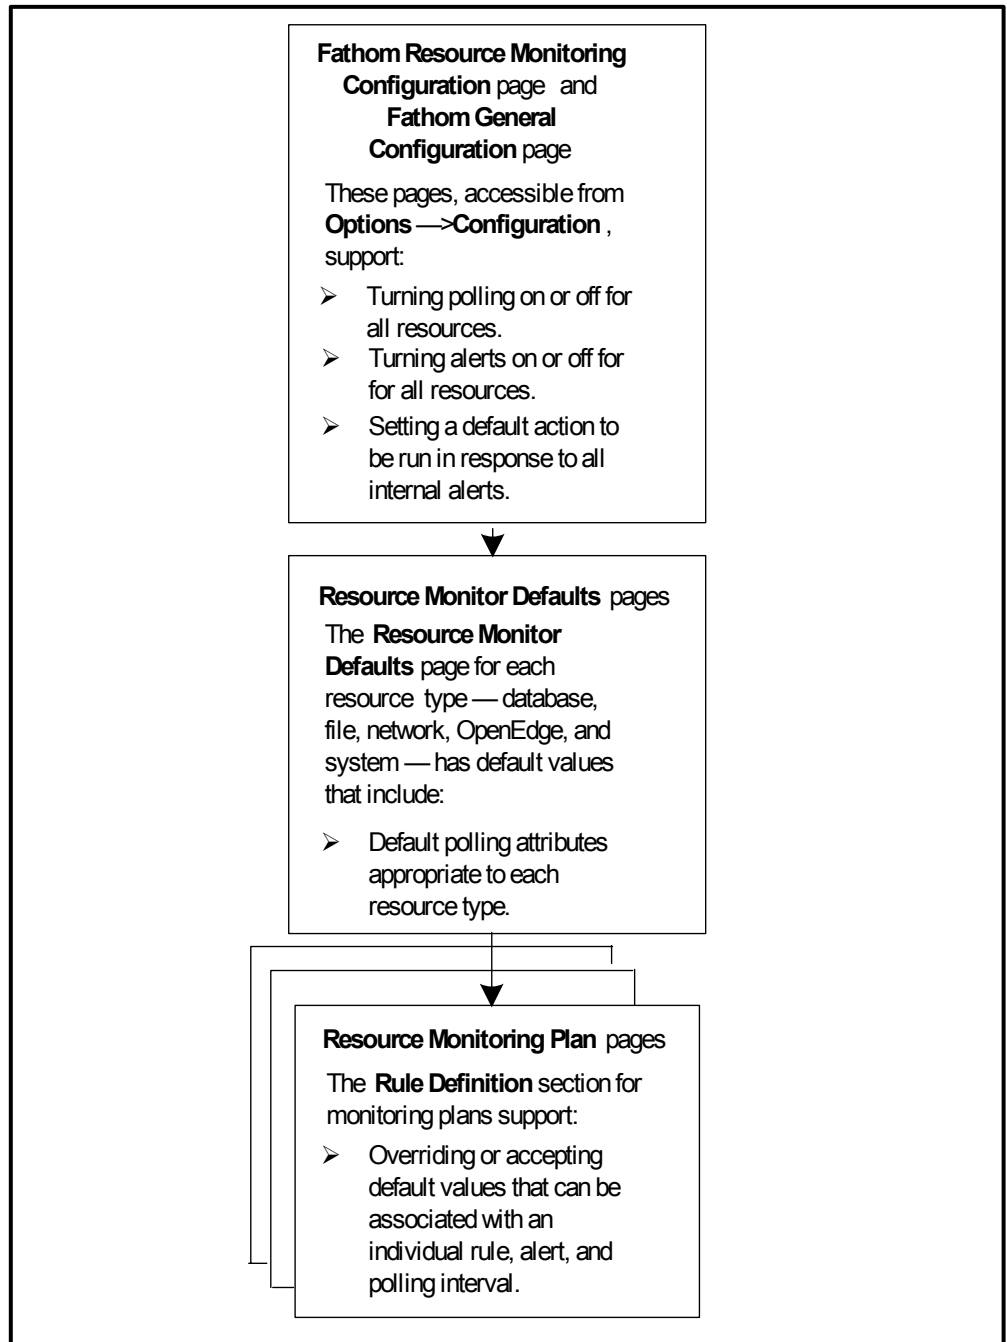 Fathom Resource Monitoring
Configuration page and
Fathom General
Configuration page
These pages, accessible from
Options —>Configuration ,
support:
➢ Turning polling on or off for
all resources.
➢ Turning alerts on or off for
for all resources.
➢ Setting a default action to
be run in response to all
internal alerts.
Resource Monitor Defaults pages
The Resource Monitor
Defaults page for each
resource type — database,
file, network, OpenEdge, and
system — has default values
that include:
➢ Default polling attributes
appropriate to each
resource type.
Resource Monitoring Plan pages
The Rule Definition section for
monitoring plans support:
➢ Overriding or accepting
default values that can be
associated with an
individual rule, alert, and
polling interval.